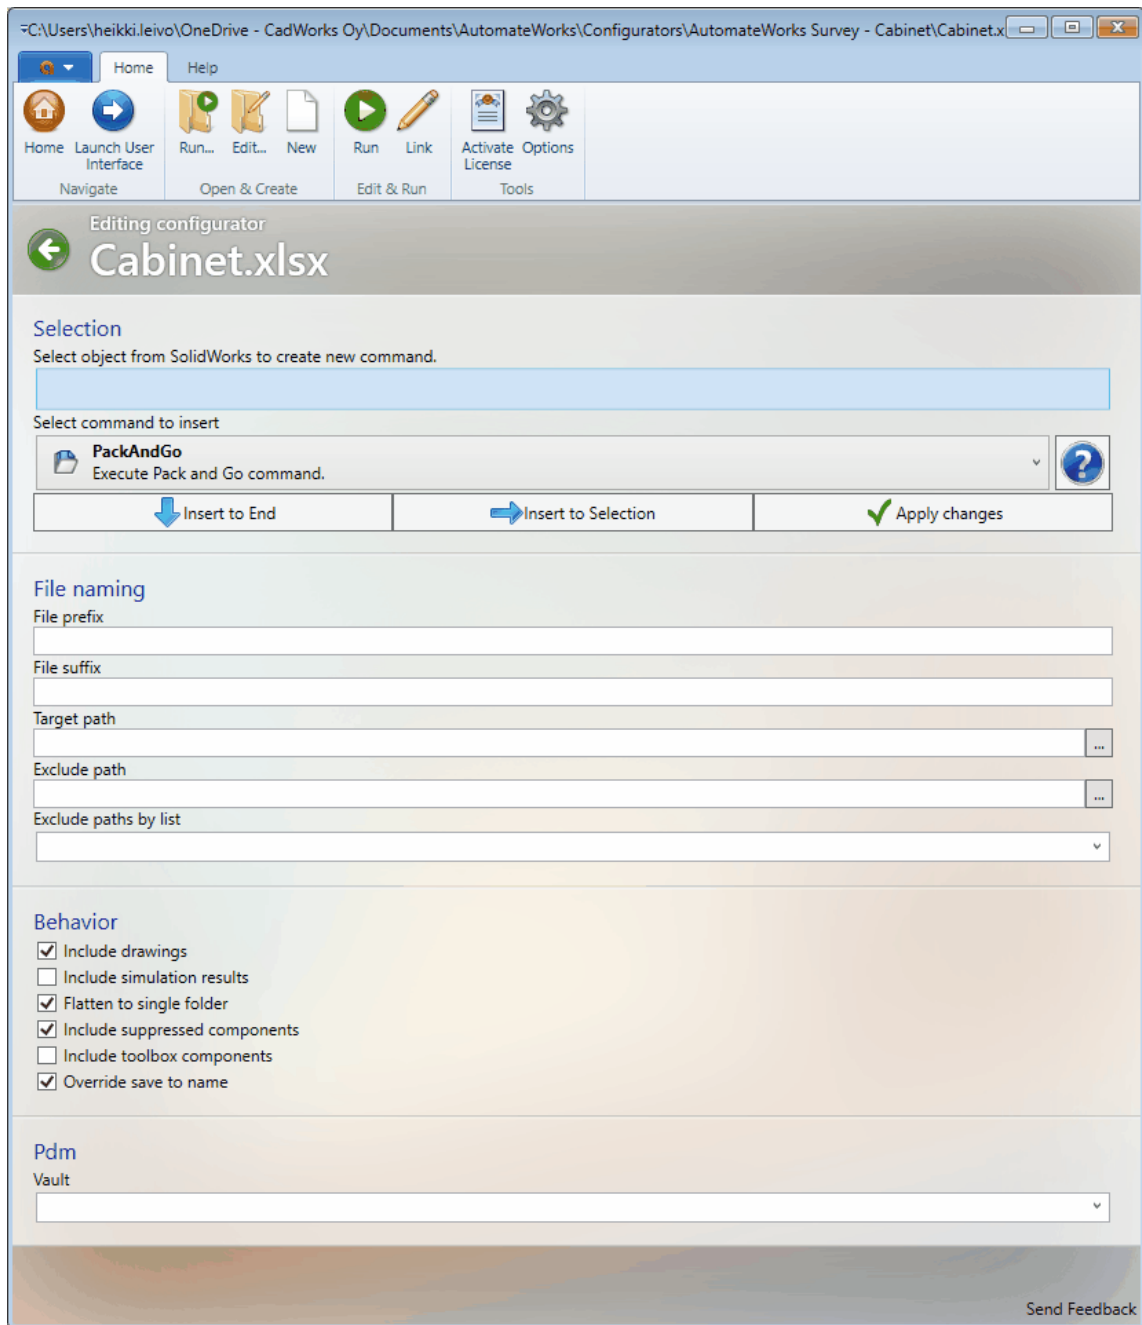 C:\Users\heikki.leivo\OneDrive - CadWorks Oy\Documents\AutomateWorks\Configurators\AutomateWorks Survey - Cabinet\Cabinet.x
Home Help
Home Launch User Interface Run... Edit... New Run Link Activate License Options
Navigate Open & Create Edit & Run Tools
Editing configurator
Cabinet.xlsx
Selection
Select object from SolidWorks to create new command.
Select command to insert
PackAndGo
Execute Pack and Go command.
Insert to End Insert to Selection Apply changes
File naming
File prefix
File suffix
Target path
...
Exclude path
...
Exclude paths by list
Behavior
Include drawings
Include simulation results
Flatten to single folder
Include suppressed components
Include toolbox components
Override save to name
Pdm
Vault
Send Feedback